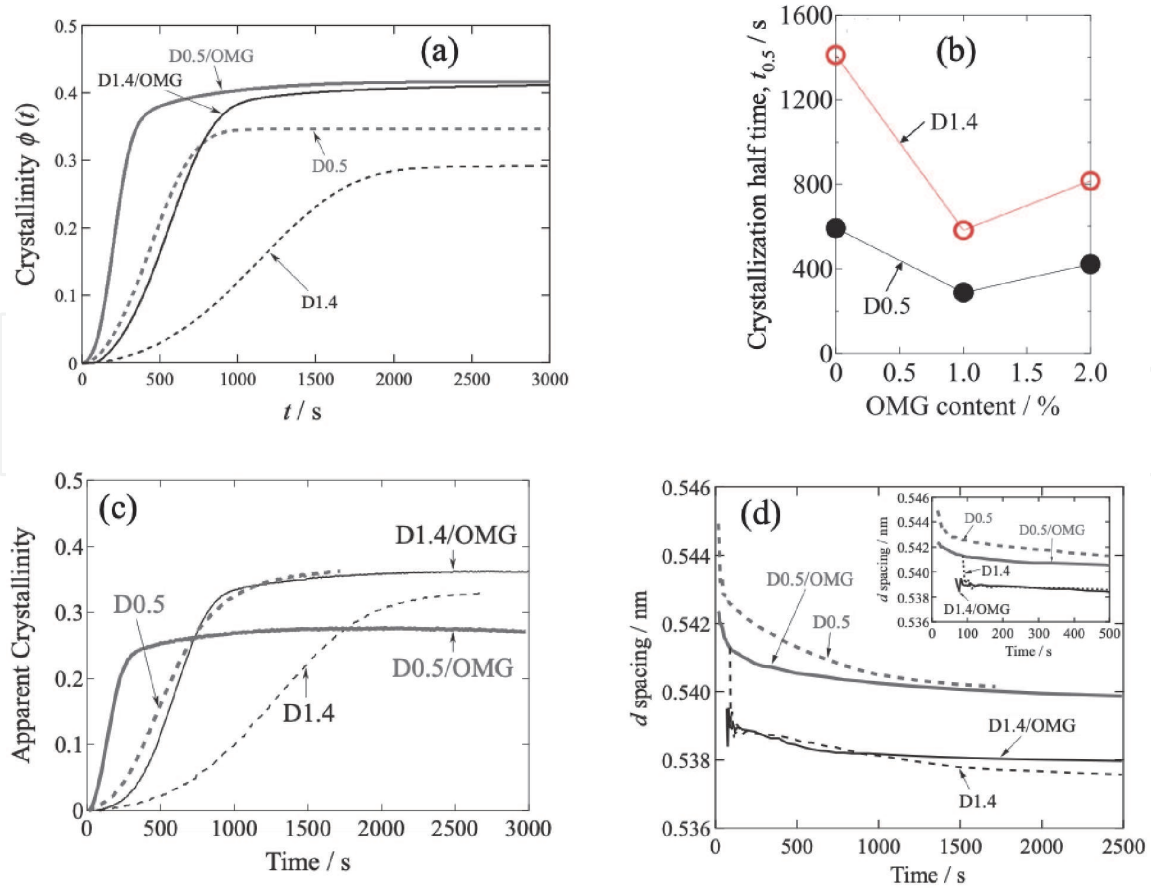 (a)
0.5
0.4
0.3
0.2
0.1
0
D0.5/OMG
D1.4/OMG
D0.5
D1.4
Crystallinity ϕ (t)
0 500 1000 1500 2000 2500 3000
t / s
(b)
1600
1400
800
400
0
D1.4
D0.5
Crystallization half time, t0.5 / s
0 0.5 1.0 1.5 2.0
OMG content / %
(c)
0.5
0.4
0.3
0.2
0.1
0
D1.4/OMG
D0.5
D0.5/OMG
D1.4
Apparent Crystallinity
0 500 1000 1500 2000 2500 3000
Time / s
(d)
0.546
0.544
0.542
0.540
0.538
0.536
D0.5/OMG
D0.5
D1.4/OMG
D1.4
d spacing / nm
0 500 1000 1500 2000 2500
Time / s
0.546
0.544
0.542
0.540
0.538
0.536
D0.5
D0.5/OMG
D1.4
D1.4/OMG
d spacing / nm
0 100 200 300 400 500
Time / s